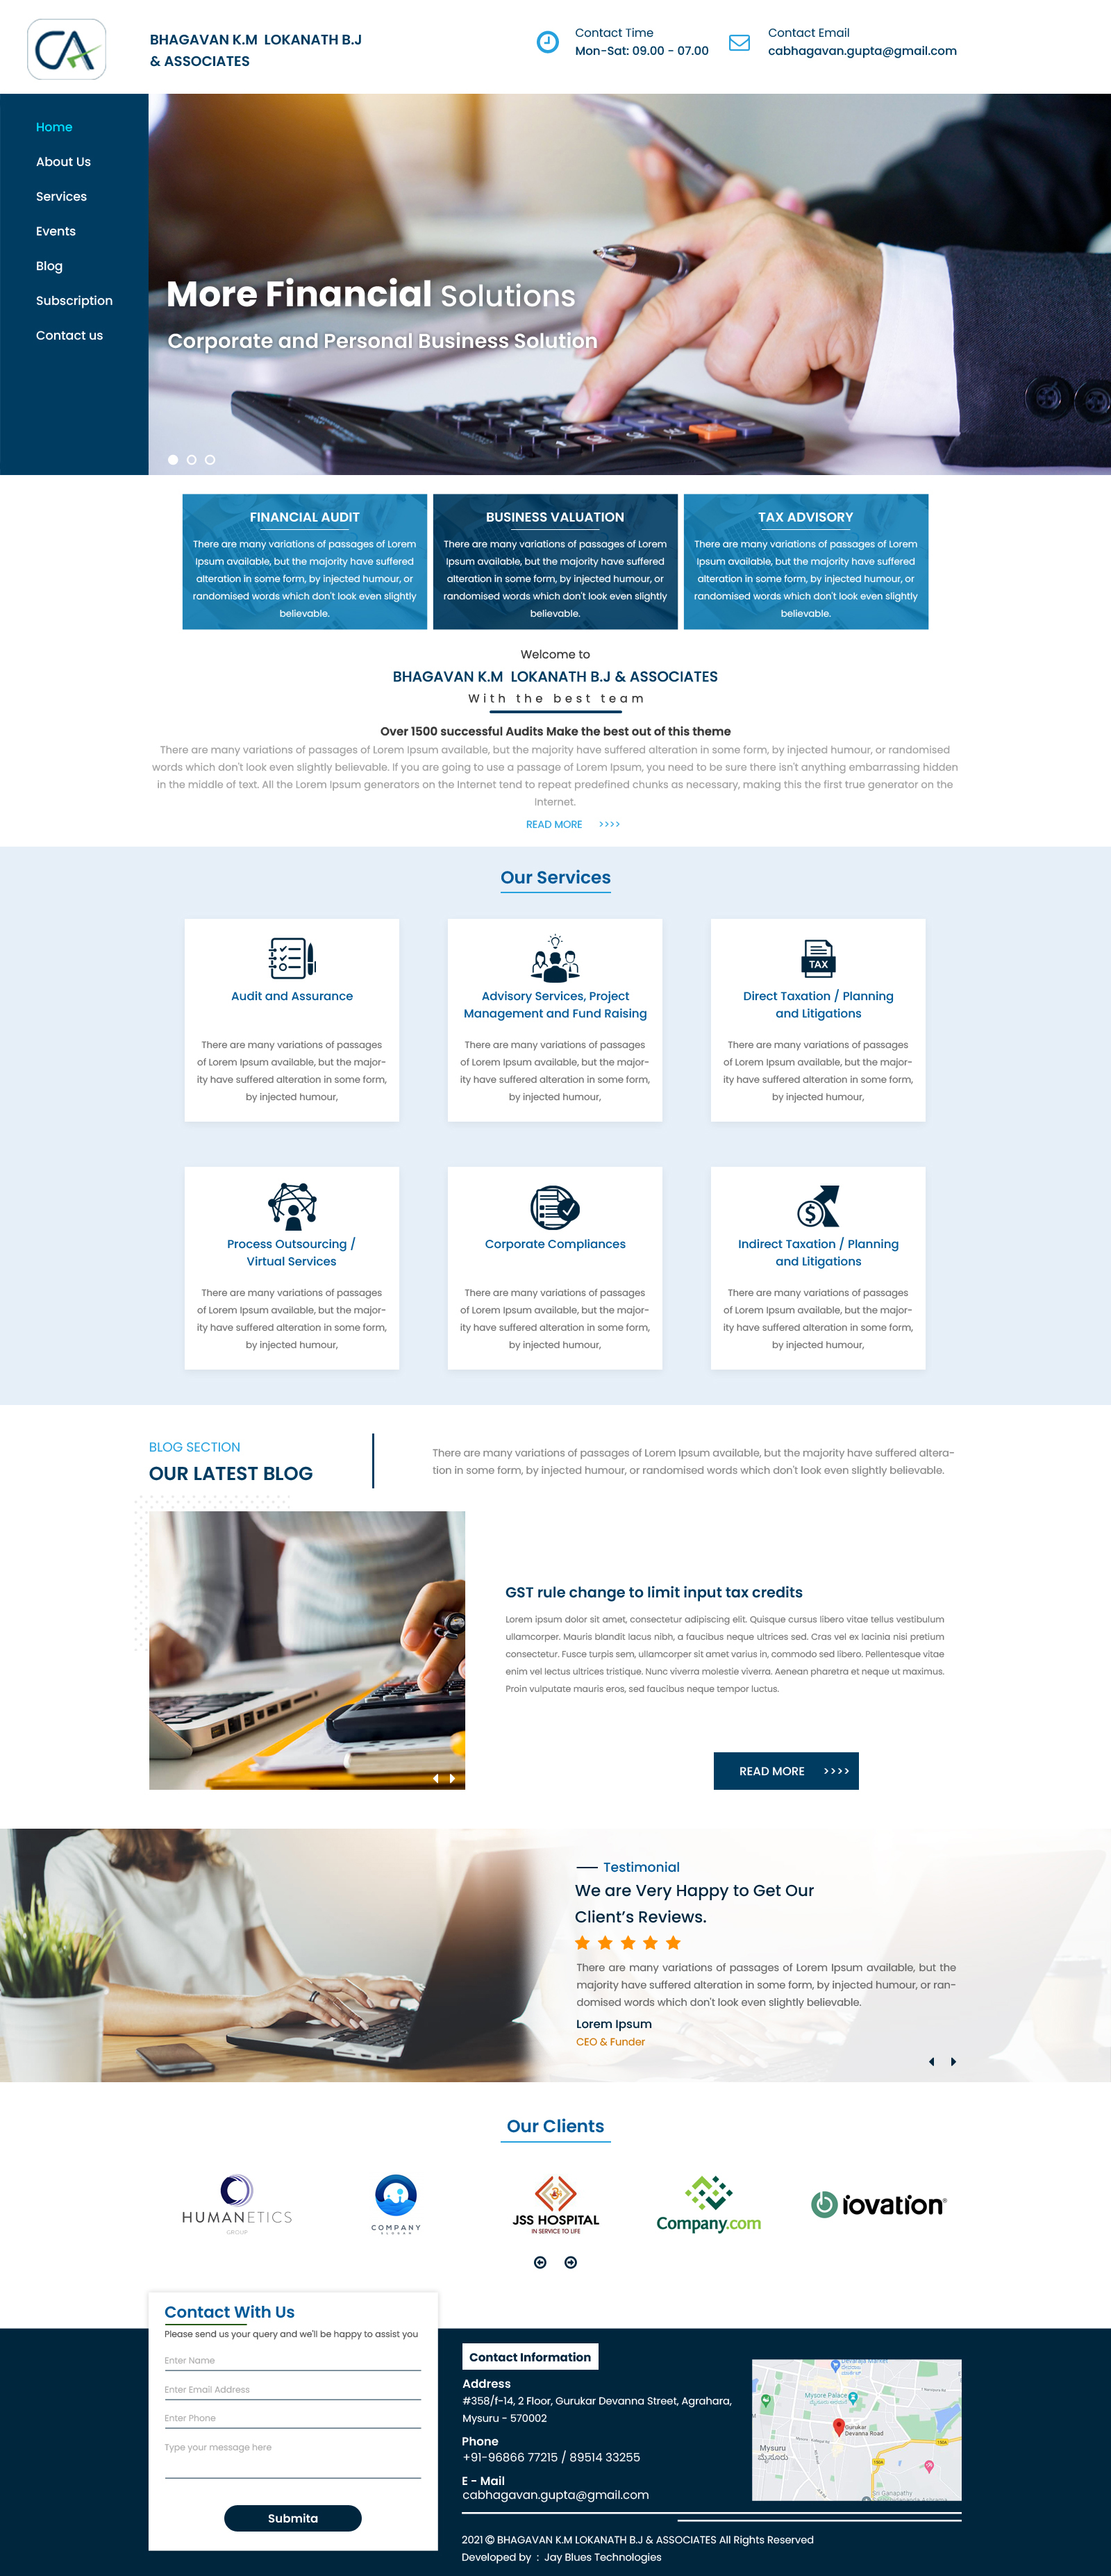 CA
BHAGAVAN K.M LOKANATH B.J
& ASSOCIATES
Contact Time
Mon-Sat: 09.00 - 07.00
Contact Email
cabhagavan.gupta@gmail.com
Home
About Us
Services
Events
Blog
Subscription
Contact us
More Financial Solutions
Corporate and Personal Business Solution
FINANCIAL AUDIT
There are many variations of passages of Lorem
Ipsum available, but the majority have suffered
alteration in some form, by injected humour, or
randomised words which don't look even slightly
believable.
BUSINESS VALUATION
There are many variations of passages of Lorem
Ipsum available, but the majority have suffered
alteration in some form, by injected humour, or
randomised words which don't look even slightly
believable.
TAX ADVISORY
There are many variations of passages of Lorem
Ipsum available, but the majority have suffered
alteration in some form, by injected humour, or
randomised words which don't look even slightly
believable.
Welcome to
BHAGAVAN K.M LOKANATH B.J & ASSOCIATES
With the best team
Over 1500 successful Audits Make the best out of this theme
There are many variations of passages of Lorem Ipsum available, but the majority have suffered alteration in some form, by injected humour, or randomised
words which don't look even slightly believable. If you are going to use a passage of Lorem Ipsum, you need to be sure there isn't anything embarrassing hidden
in the middle of text. All the Lorem Ipsum generators on the Internet tend to repeat predefined chunks as necessary, making this the first true generator on the
Internet.
READ MORE >>>>
Our Services
Audit and Assurance
There are many variations of passages
of Lorem Ipsum available, but the major-
ity have suffered alteration in some form,
by injected humour,
Advisory Services, Project
Management and Fund Raising
There are many variations of passages
of Lorem Ipsum available, but the major-
ity have suffered alteration in some form,
by injected humour,
TAX
Direct Taxation / Planning
and Litigations
There are many variations of passages
of Lorem Ipsum available, but the major-
ity have suffered alteration in some form,
by injected humour,
Process Outsourcing /
Virtual Services
There are many variations of passages
of Lorem Ipsum available, but the major-
ity have suffered alteration in some form,
by injected humour,
Corporate Compliances
There are many variations of passages
of Lorem Ipsum available, but the major-
ity have suffered alteration in some form,
by injected humour,
$
Indirect Taxation / Planning
and Litigations
There are many variations of passages
of Lorem Ipsum available, but the major-
ity have suffered alteration in some form,
by injected humour,
BLOG SECTION
OUR LATEST BLOG
There are many variations of passages of Lorem Ipsum available, but the majority have suffered altera-
tion in some form, by injected humour, or randomised words which don't look even slightly believable.
GST rule change to limit input tax credits
Lorem ipsum dolor sit amet, consectetur adipiscing elit. Quisque cursus libero vitae tellus vestibulum
ullamcorper. Mauris blandit lacus nibh, a faucibus neque ultrices sed. Cras vel ex lacinia nisi pretium
consectetur. Fusce turpis sem, ullamcorper sit amet varius in, commodo sed libero. Pellentesque vitae
enim vel lectus ultrices tristique. Nunc viverra molestie viverra. Aenean pharetra et neque ut maximus.
Proin vulputate mauris eros, sed faucibus neque tempor luctus.
READ MORE >>>>
Testimonial
We are Very Happy to Get Our
Client's Reviews.
There are many variations of passages of Lorem Ipsum available, but the
majority have suffered alteration in some form, by injected humour, or ran-
domised words which don't look even slightly believable.
Lorem Ipsum
CEO & Funder
Our Clients
HUMANETICS
GROUP
COMPANY
JSS HOSPITAL
IN SERVICE TO LIFE
Company.com
iovation®
Contact With Us
Please send us your query and we'll be happy to assist you
Enter Name
Enter Email Address
Enter Phone
Type your message here
Submita
Contact Information
Address
#358/f-14, 2 Floor, Gurukar Devanna Street, Agrahara,
Mysuru - 570002
Phone
+91-96866 77215 / 89514 33255
E - Mail
cabhagavan.gupta@gmail.com
Devaraja Market
Mysore Palace
Gurukar
Devanna Road
Mysuru
ಮೈಸೂರು
Sri Ganapathy
2021 © BHAGAVAN K.M LOKANATH B.J & ASSOCIATES All Rights Reserved
Developed by : Jay Blues Technologies